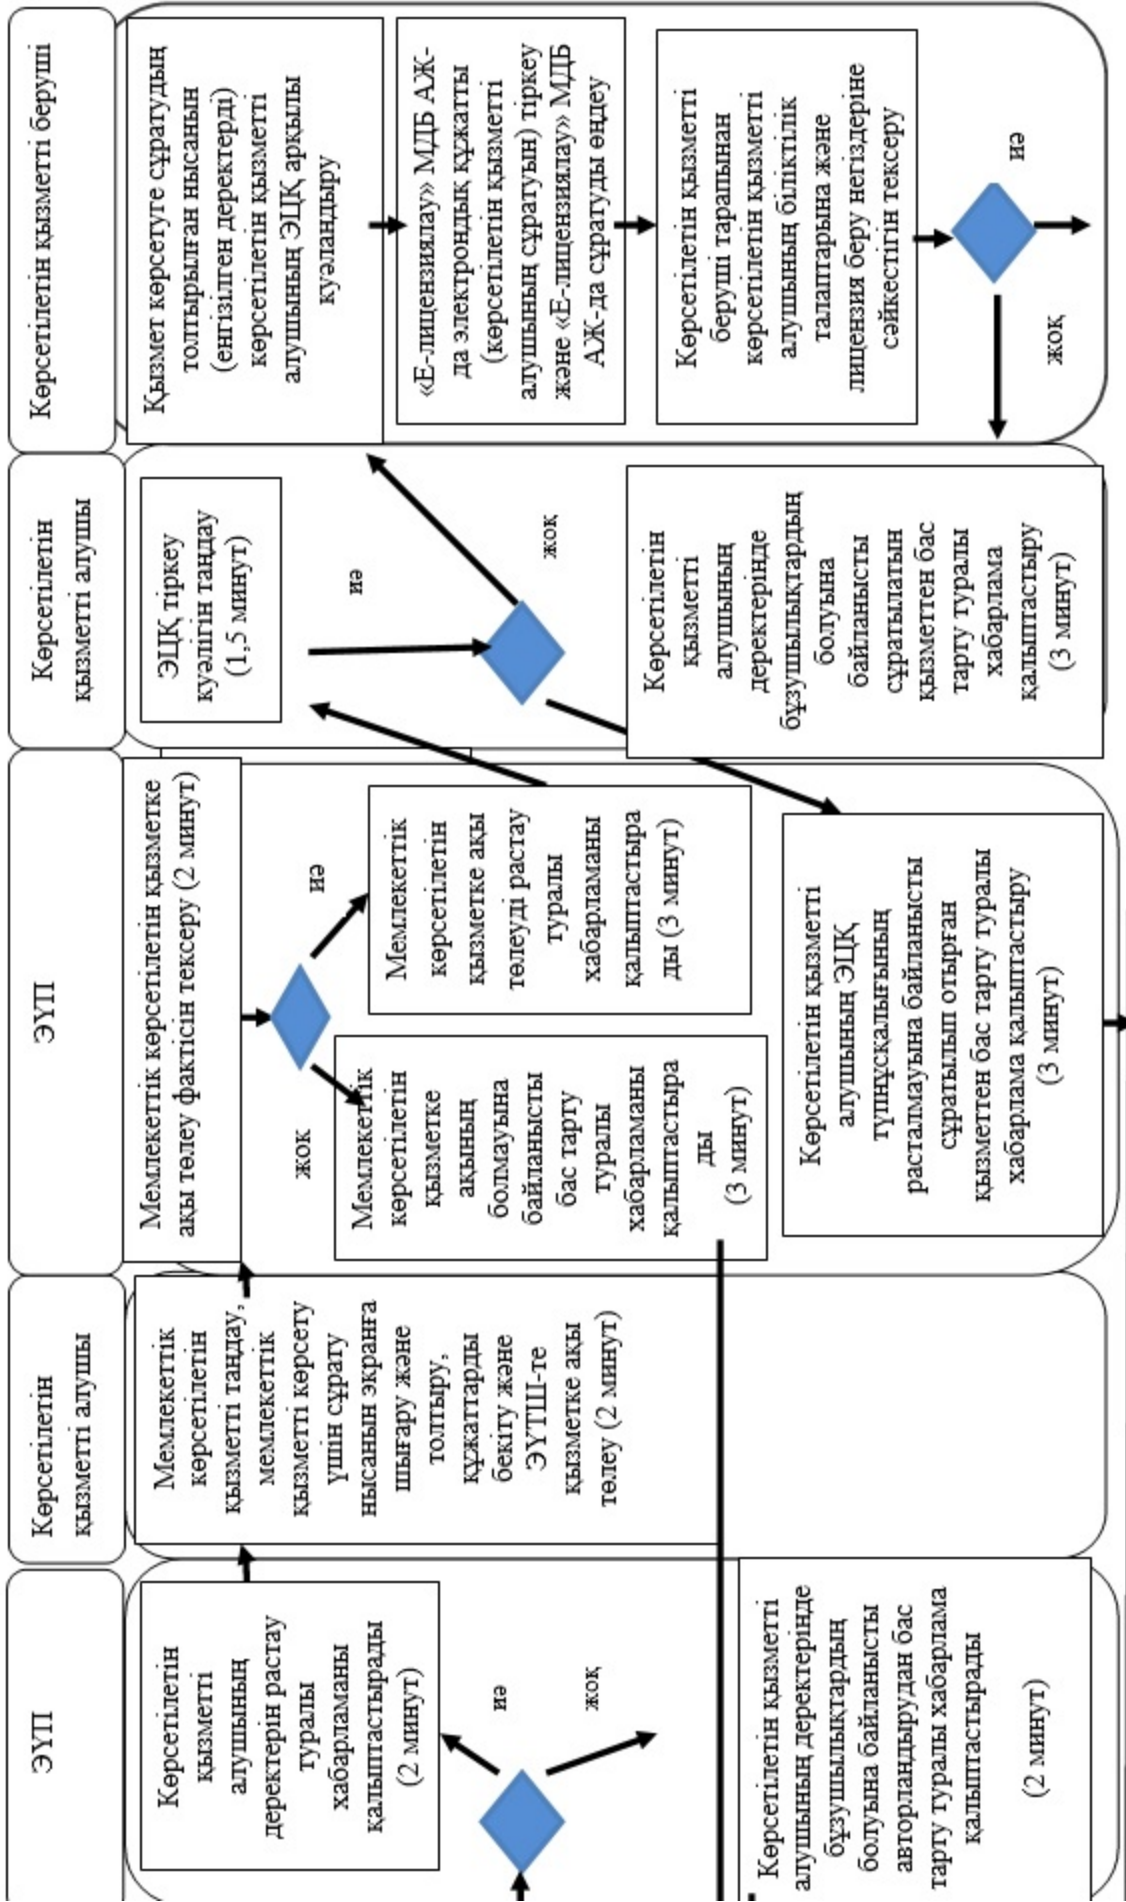 ЭҮП
Көрсетілетін
қызметті алушы
ЭҮП
Көрсетілетін
қызметті алушы
Көрсетілетін қызметті беруші
Көрсетілетін
қызметті
алушының
деректерін растау
туралы
хабарламаны
қалыптастырады
(2 минут)
иә
жоқ
Көрсетілетін қызметті
алушының деректерінде
бұзушылықтардың
болуына байланысты
авторландырудан бас
тарту туралы хабарлама
қалыптастырады
(2 минут)
Мемлекеттік
көрсетілетін
қызметті таңдау,
мемлекеттік
қызметті көрсету
үшін сұрату
нысанын экранға
шығару және
толтыру,
құжаттарды
бекіту және
ЭҮТШ-те
қызметке ақы
төлеу (2 минут)
Мемлекеттік көрсетілетін қызметке
ақы төлеу фактісін тексеру (2 минут)
жоқ
иә
Мемлекеттік
көрсетілетін
қызметке
ақының
болмауына
байланысты
бас тарту
туралы
хабарламаны
қалыптастыра
ды
(3 минут)
Мемлекеттік
көрсетілетін
қызметке ақы
төлеуді растау
туралы
хабарламаны
қалыптастыра
ды (3 минут)
Көрсетілетін қызметті
алушының ЭЦҚ
түпнұсқалығының
расталмауына байланысты
сұратылып отырған
қызметтен бас тарту туралы
хабарлама қалыптастыру
(3 минут)
ЭЦҚ тіркеу
куәлігін таңдау
(1,5 минут)
иә
жоқ
Көрсетілетін
қызметті
алушының
деректерінде
бұзушылықтардың
болуына
байланысты
сұратылатын
қызметтен бас
тарту туралы
хабарлама
қалыптастыру
(3 минут)
Қызмет көрсетуге сұратудың
толтырылған нысанын
(енгізілген деректерді)
көрсетілетін қызметті
алушының ЭЦҚ арқылы
куәландыру
«Е-лицензиялау» МДБ АЖ-
да электрондық құжатты
(көрсетілетін қызметті
алушының сұратуын) тіркеу
және «Е-лицензиялау» МДБ
АЖ-да сұратуды өңдеу
Көрсетілетін қызметті
беруші тарапынан
көрсетілетін қызметті
алушының біліктілік
талаптарына және
лицензия беру негіздеріне
сәйкестігін тексеру
иә
жоқ